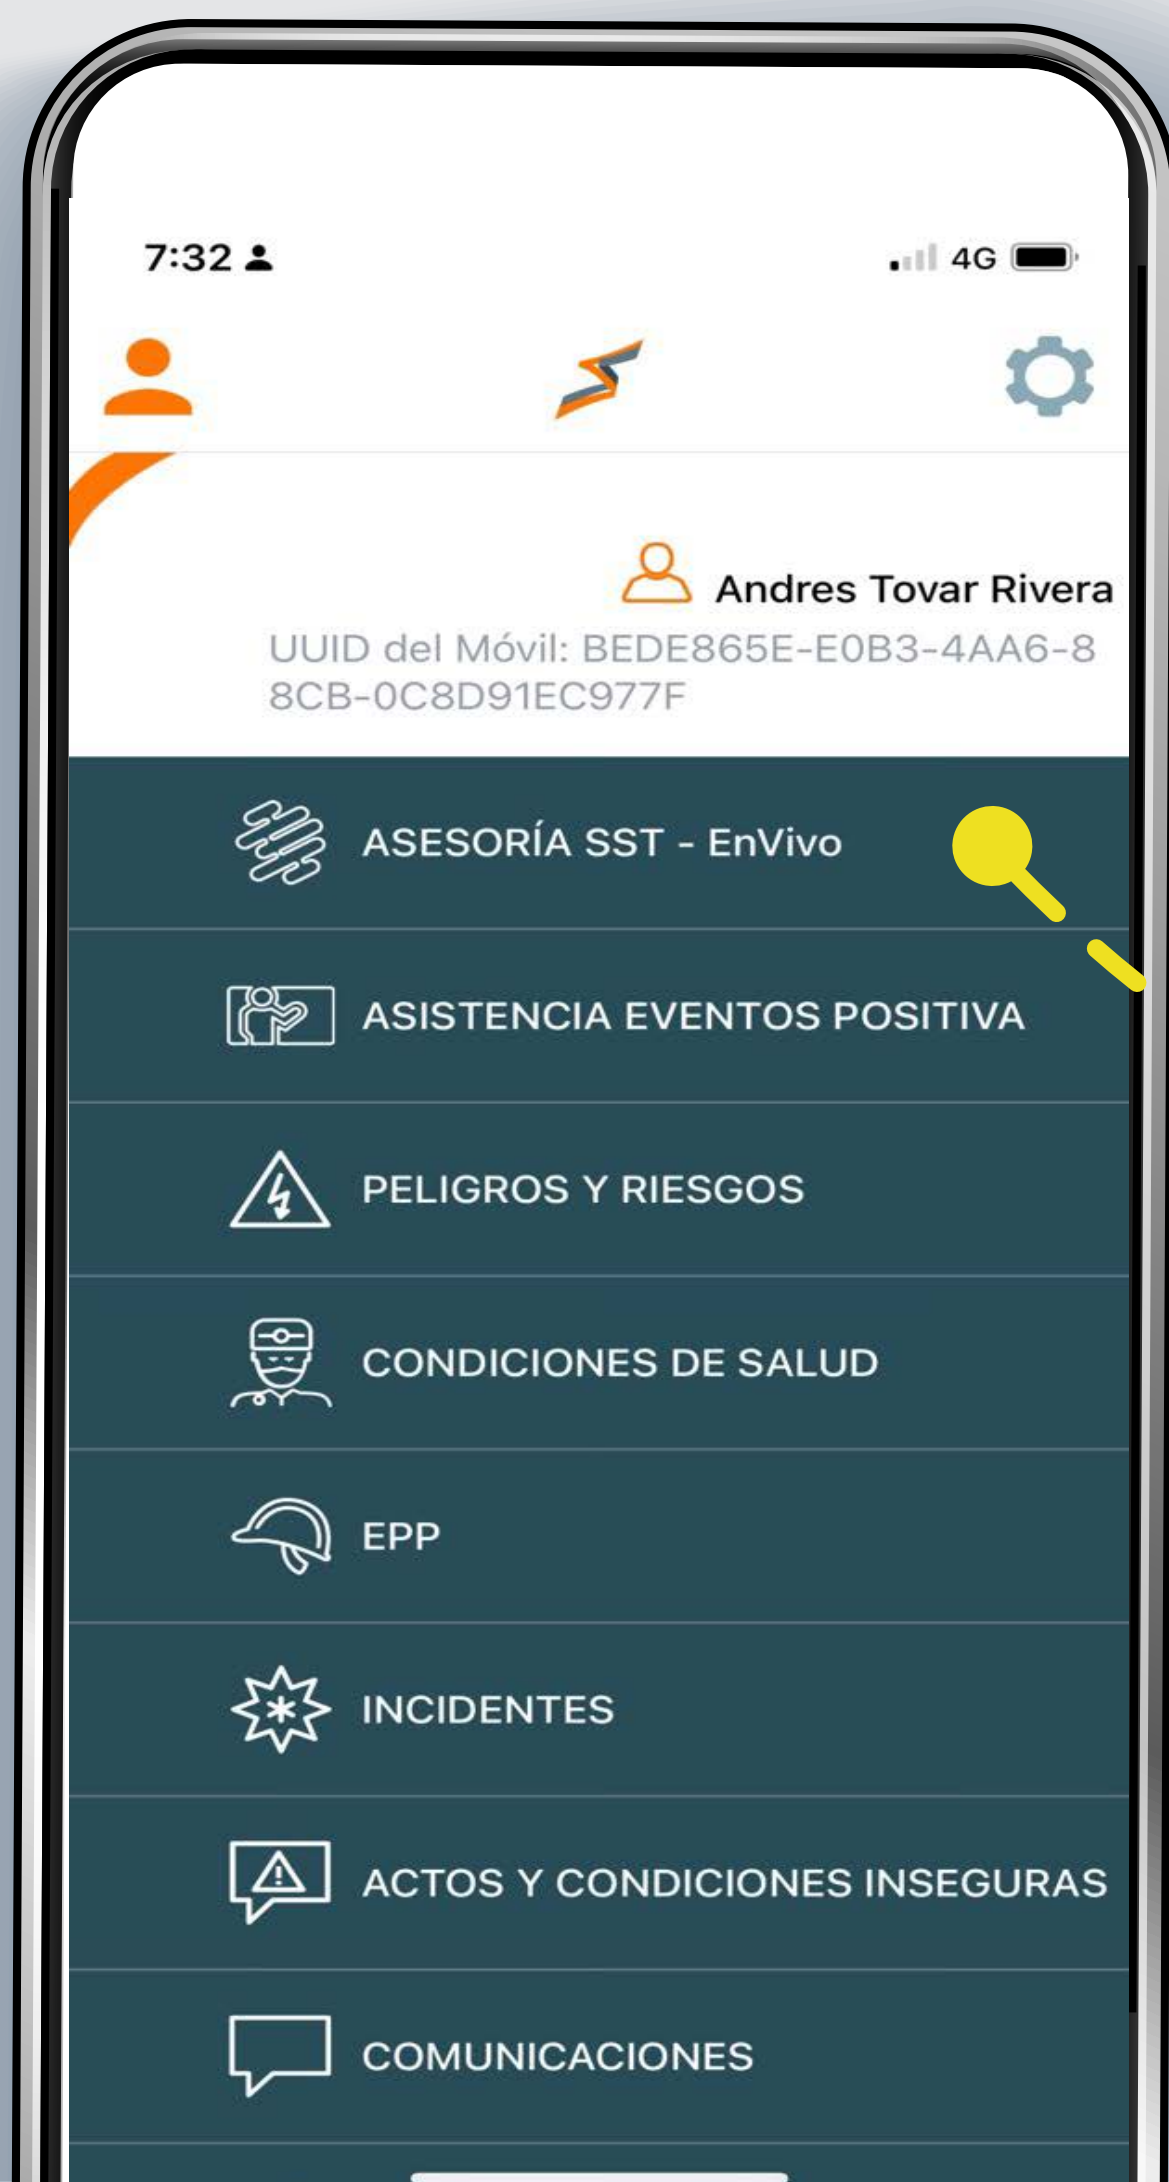 7:32
4G
Andres Tovar Rivera
UUID del Móvil: BEDE865E-E0B3-4AA6-8
8CB-0C8D91EC977F
ASESORÍA SST - EnVivo
ASISTENCIA EVENTOS POSITIVA
PELIGROS Y RIESGOS
CONDICIONES DE SALUD
EPP
INCIDENTES
ACTOS Y CONDICIONES INSEGURAS
COMUNICACIONES